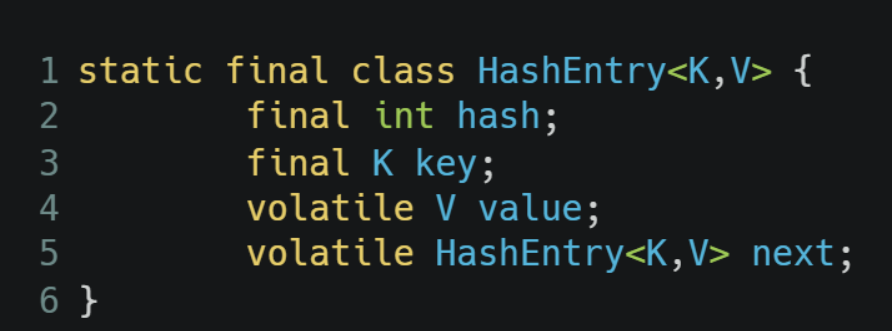 1 static final class HashEntry<K,V> {
2         final int hash;
3         final K key;
4         volatile V value;
5         volatile HashEntry<K,V> next;
6 }